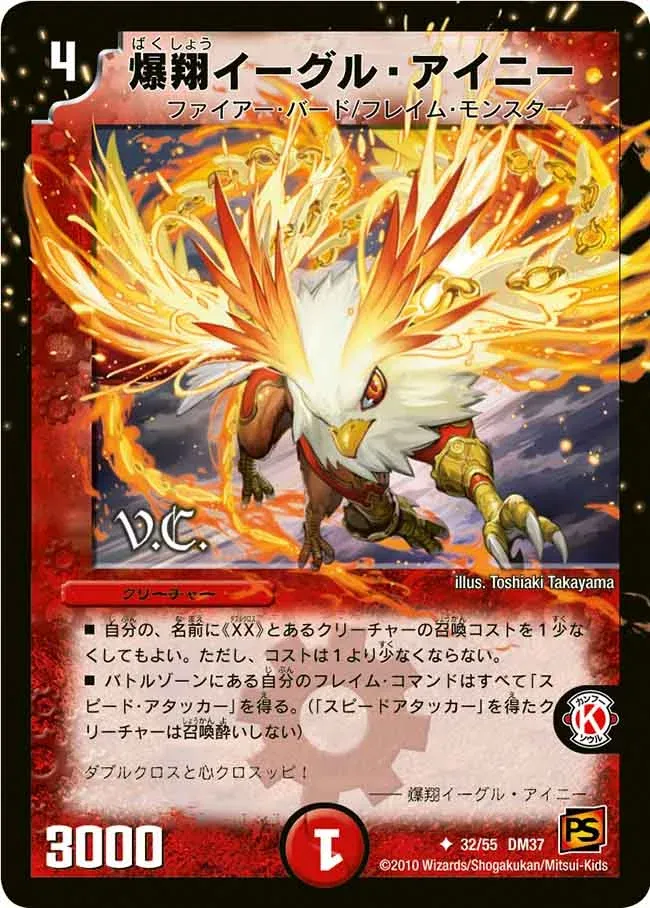 4
ばくしょう
爆翔イーグル・アイニー
ファイアー・バード/フレイム・モンスター
V.C.
illus. Toshiaki Takayama
クリーチャー
■ 自分の、名前に《XX》とあるクリーチャーの召喚コストを1少な
くしてもよい。ただし、コストは1より少なくならない。
■ バトルゾーンにある自分のフレイム・コマンドはすべて「ス
ピード・アタッカー」を得る。(「スピードアタッカー」を得たク
リーチャーは召喚酔いしない)
カンフー
K
ソウル
ダブルクロスと心クロスッピ!
── 爆翔イーグル・アイニー
3000
1
32/55 DM37
PS
©2010 Wizards/Shogakukan/Mitsui-Kids